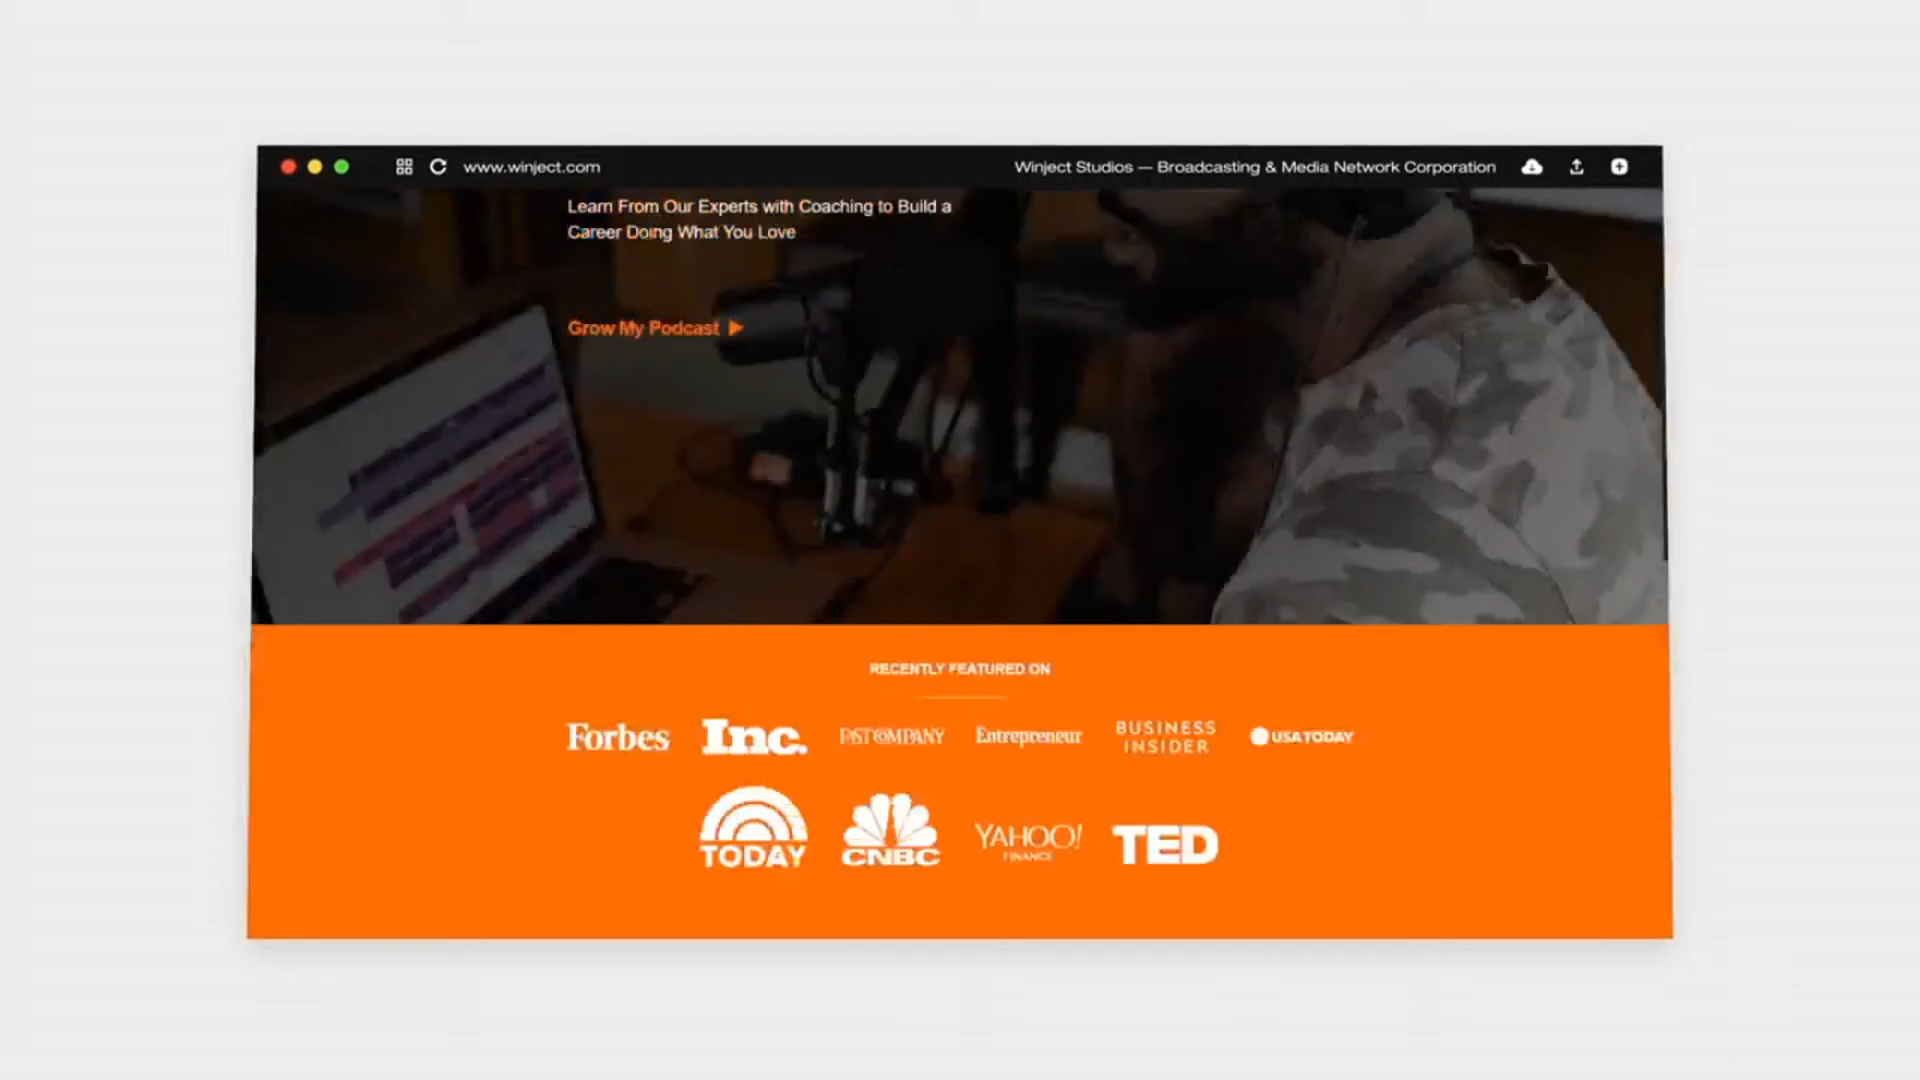 www.winject.com
Winject Studios — Broadcasting & Media Network Corporation
Learn From Our Experts with Coaching to Build a
Career Doing What You Love
Grow My Podcast
RECENTLY FEATURED ON
Forbes Inc. FAST COMPANY Entrepreneur BUSINESS INSIDER USA TODAY
TODAY CNBC YAHOO! FINANCE TED